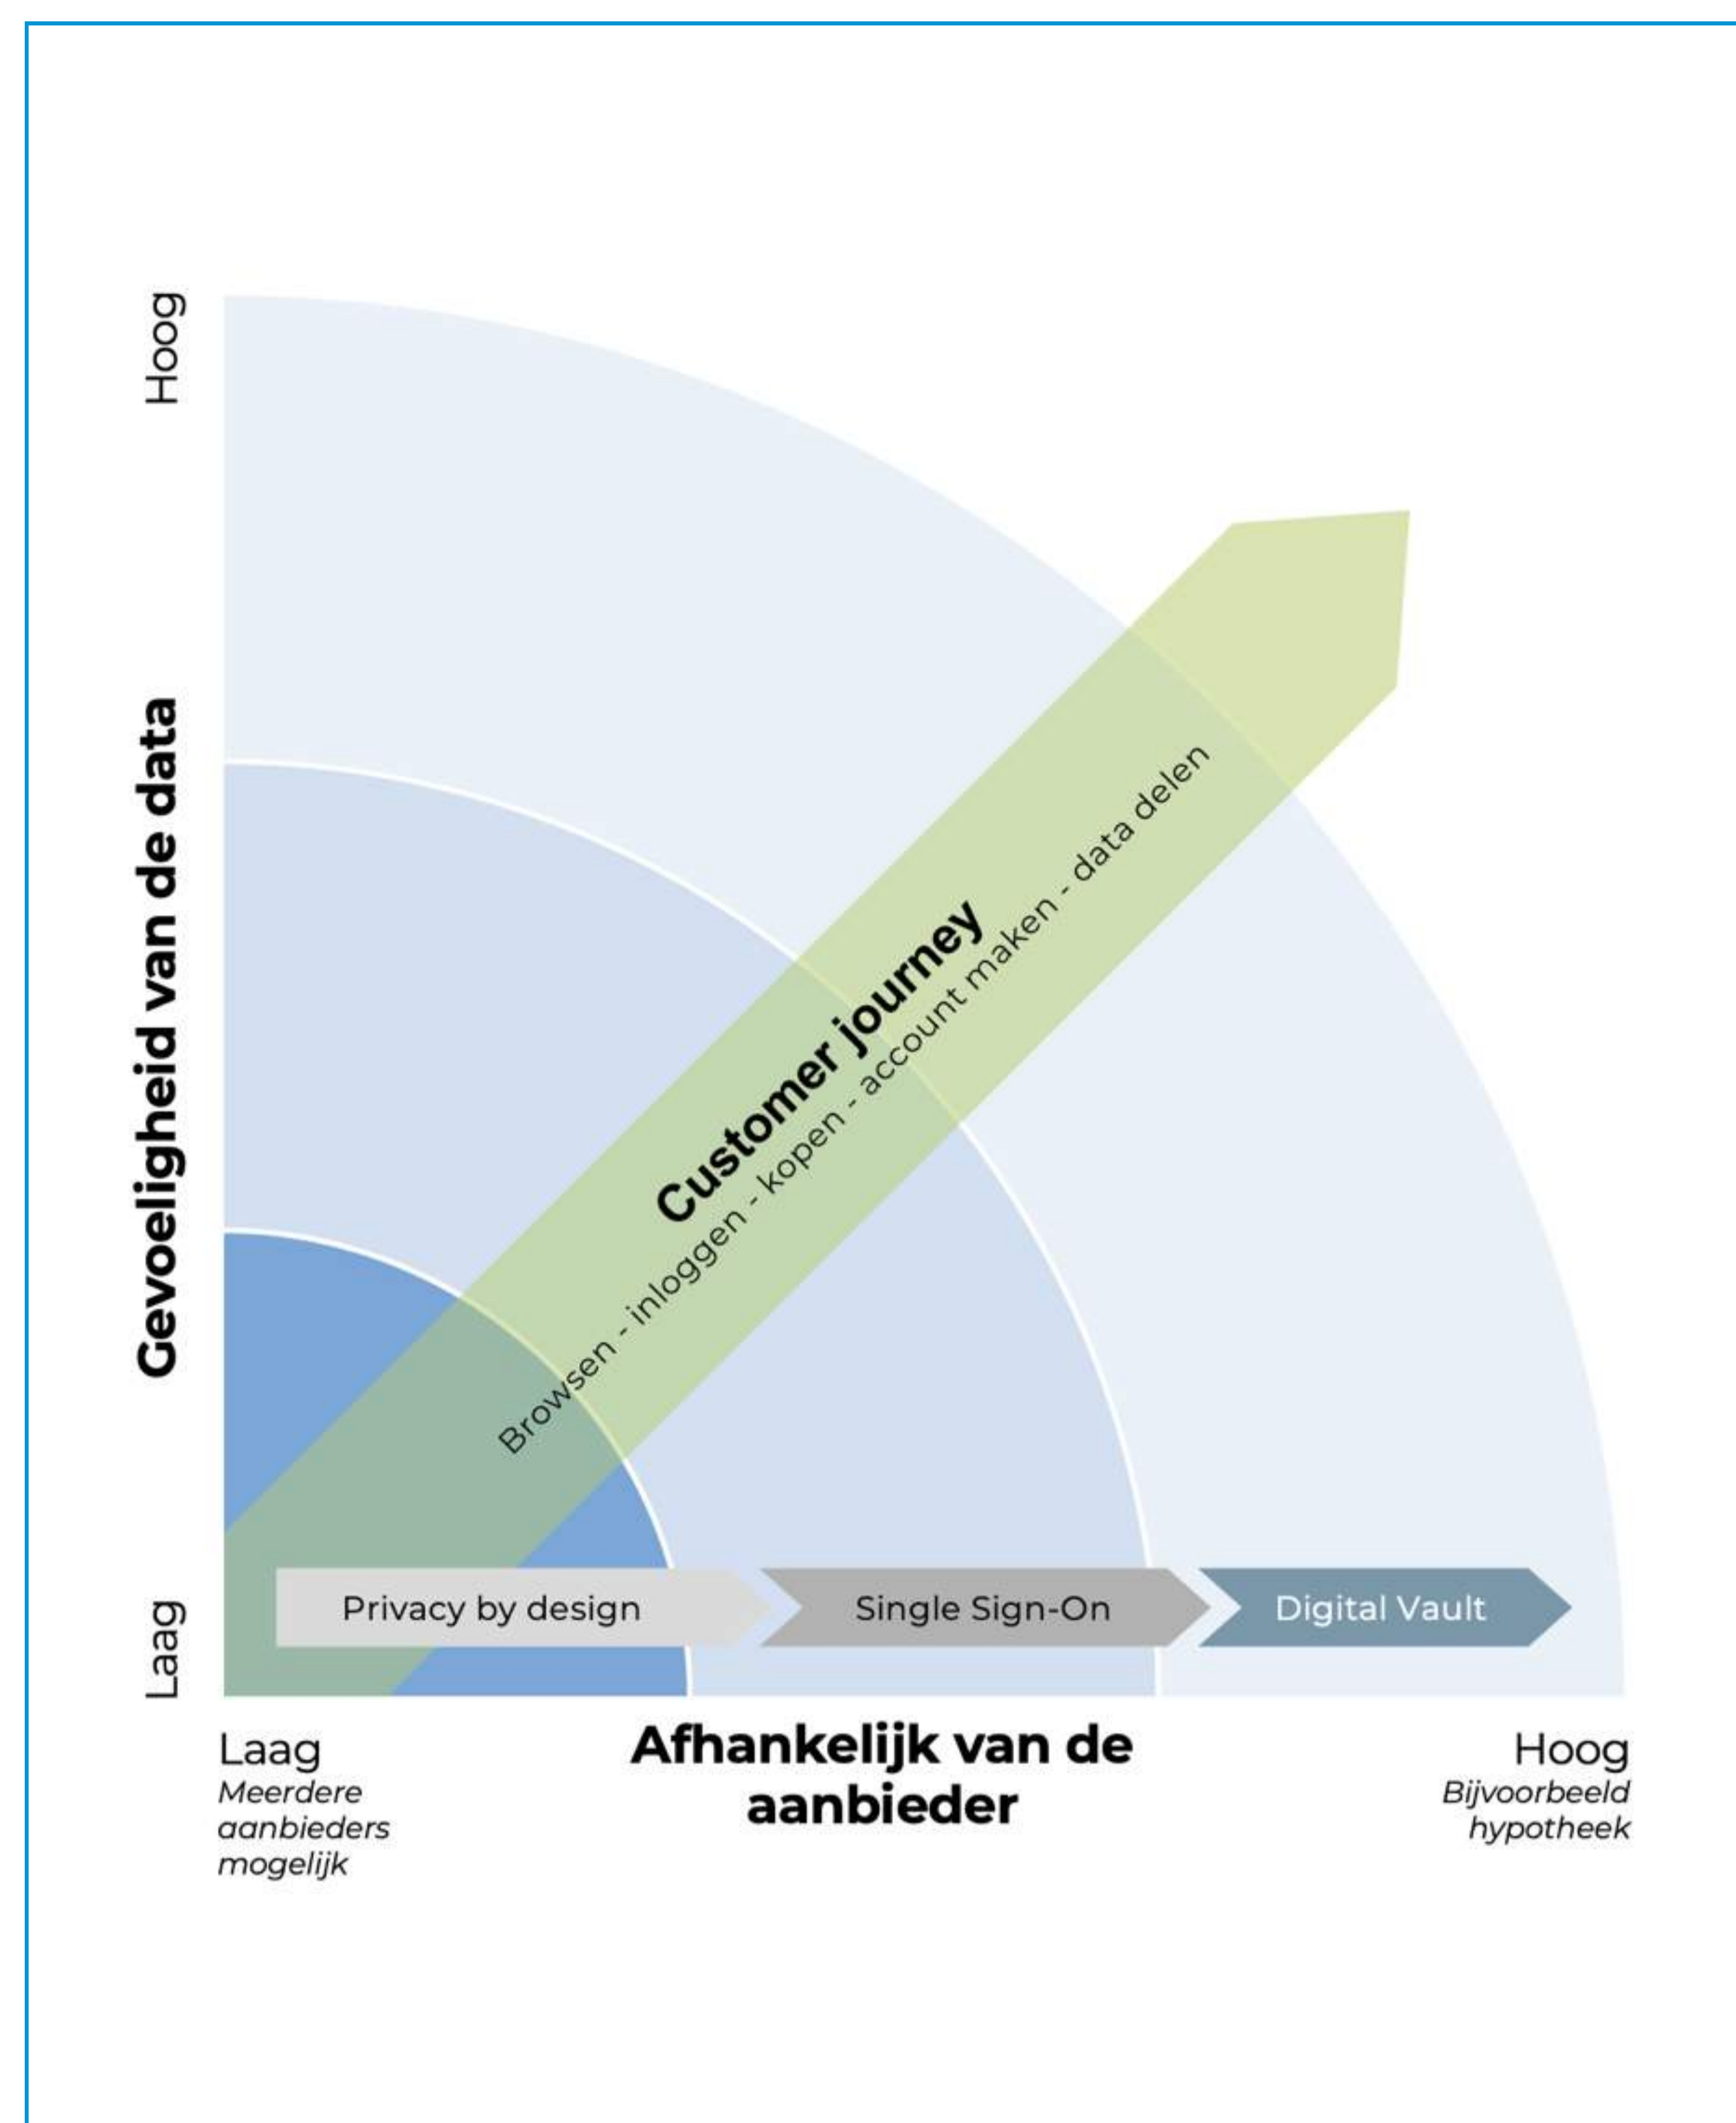 Hoog
Gevoeligheid van de data
Laag
Customer journey
Browsen - inloggen - kopen - account maken - data delen
Privacy by design
Single Sign-On
Digital Vault
Laag
Meerdere
aanbieders
mogelijk
Afhankelijk van de
aanbieder
Hoog
Bijvoorbeeld
hypotheek